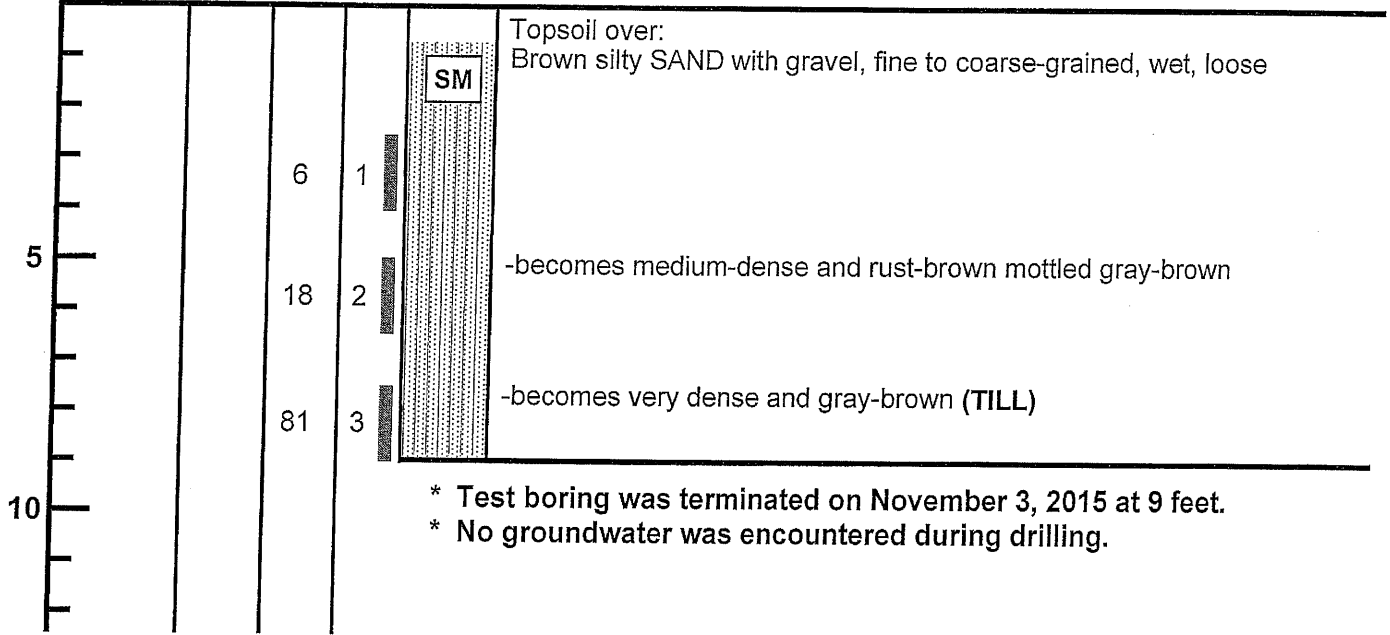 Topsoil over:
Brown silty SAND with gravel, fine to coarse-grained, wet, loose
SM
6 1
5 -becomes medium-dense and rust-brown mottled gray-brown
18 2
-becomes very dense and gray-brown (TILL)
81 3
10 * Test boring was terminated on November 3, 2015 at 9 feet.
* No groundwater was encountered during drilling.